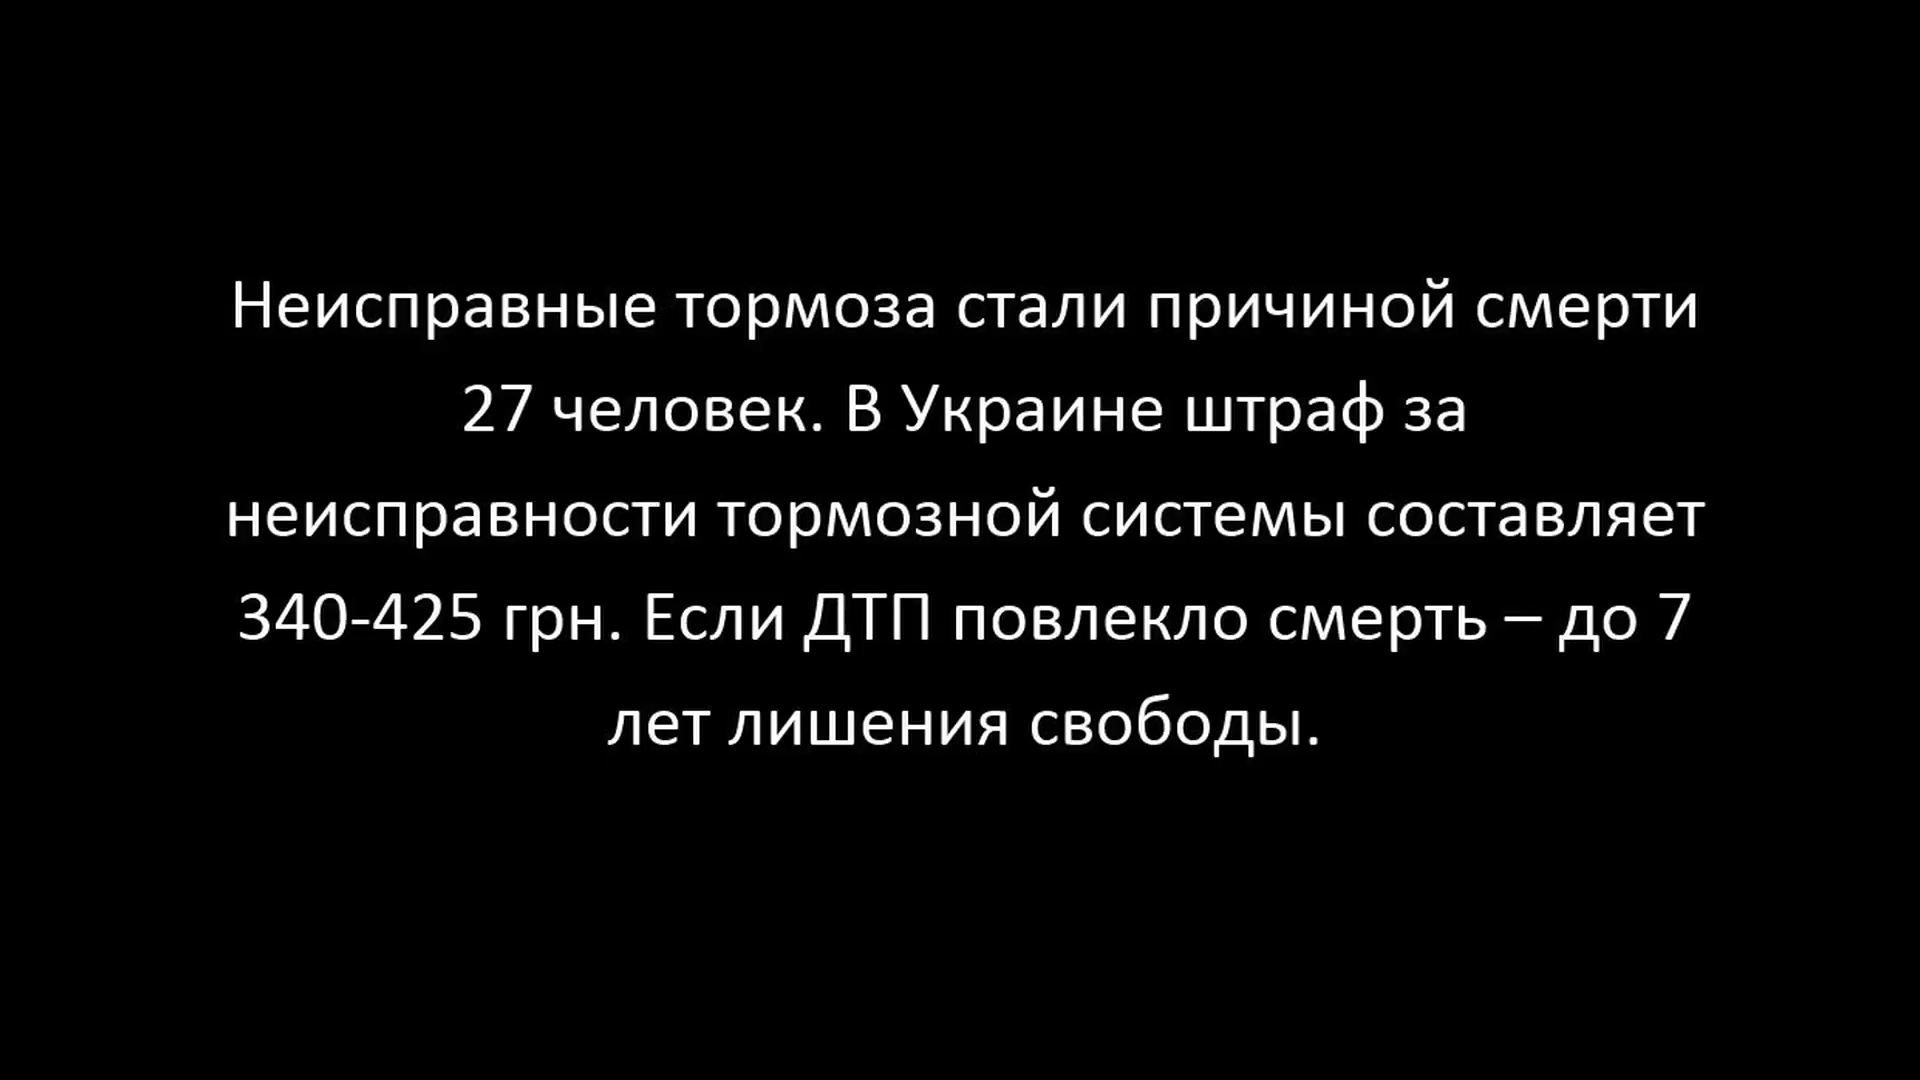 Неисправные тормоза стали причиной смерти
27 человек. В Украине штраф за
неисправности тормозной системы составляет
340-425 грн. Если ДТП повлекло смерть – до 7
лет лишения свободы.